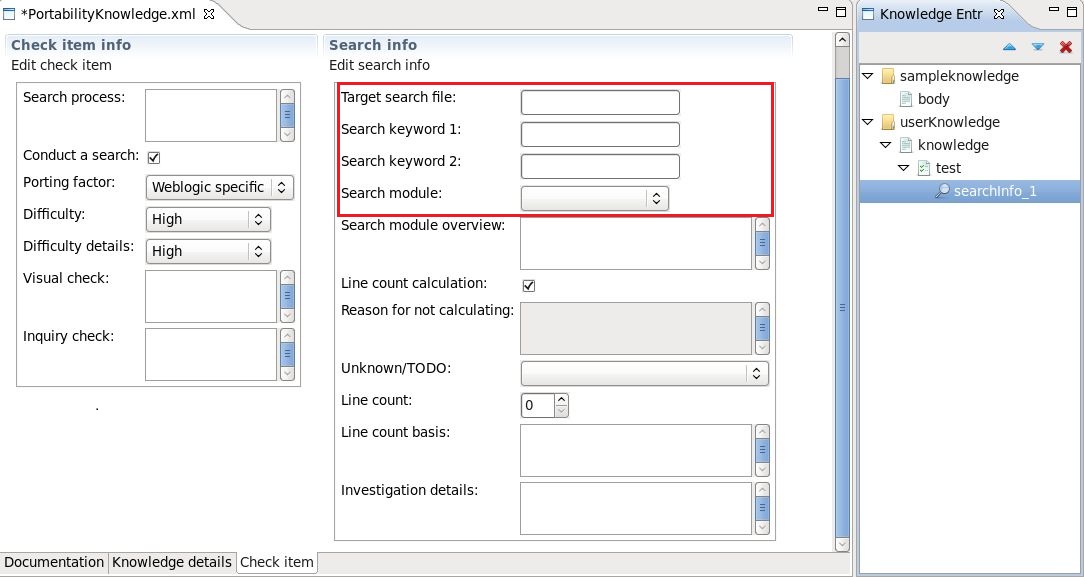 *PortabilityKnowledge.xml
Check item info
Edit check item
Search process:
Conduct a search:
Porting factor:
Weblogic specific
Difficulty:
High
Difficulty details:
High
Visual check:
Inquiry check:
.
Search info
Edit search info
Target search file:
Search keyword 1:
Search keyword 2:
Search module:
Search module overview:
Line count calculation:
Reason for not calculating:
Unknown/TODO:
Line count:
0
Line count basis:
Investigation details:
Documentation
Knowledge details
Check item
Knowledge Entr
sampleknowledge
body
userKnowledge
knowledge
test
searchInfo_1